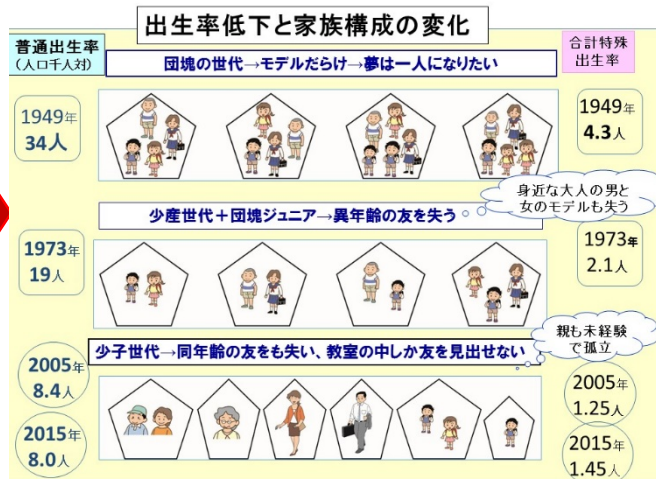 出生率低下と家族構成の変化
普通出生率
(人口千人対)
合計特殊
出生率
団塊の世代→モデルだらけ→夢は一人になりたい
1949年
34人
1949年
4.3人
身近な大人の男と
女のモデルも失う
少産世代+団塊ジュニア→異年齢の友を失う
1973年
19人
1973年
2.1人
親も未経験
で孤立
少子世代→同年齢の友をも失い、教室の中しか友を見出せない
2005年
8.4人
2005年
1.25人
2015年
8.0人
2015年
1.45人